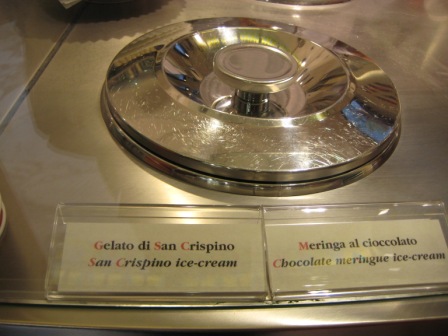 Gelato di San Crispino
San Crispino ice-cream
Meringa al cioccolato
Chocolate meringue ice-cream